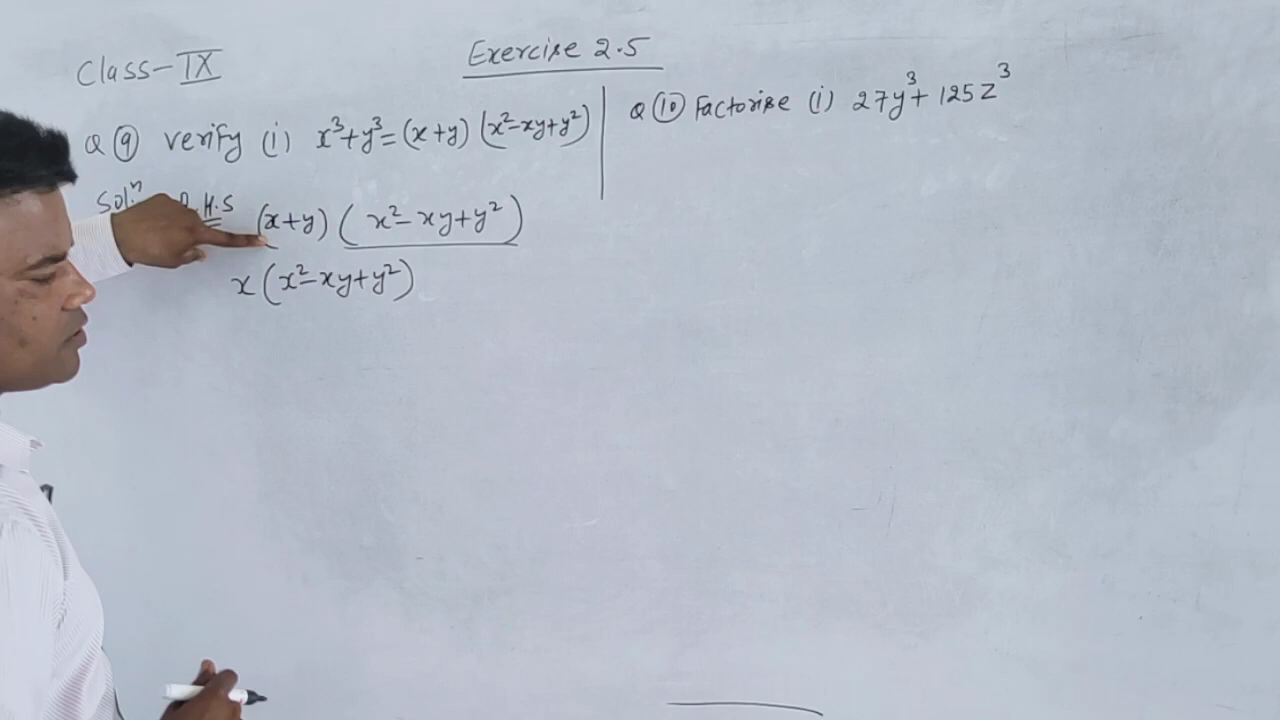 Class-IX
Exercise 2.5
Q 9 verify (i) x³+y³=(x+y)(x²-xy+y²)
Q 10 Factorise (i) 27y³+125z³
Solⁿ R.H.S
(x+y)(x²-xy+y²)
x(x²-xy+y²)